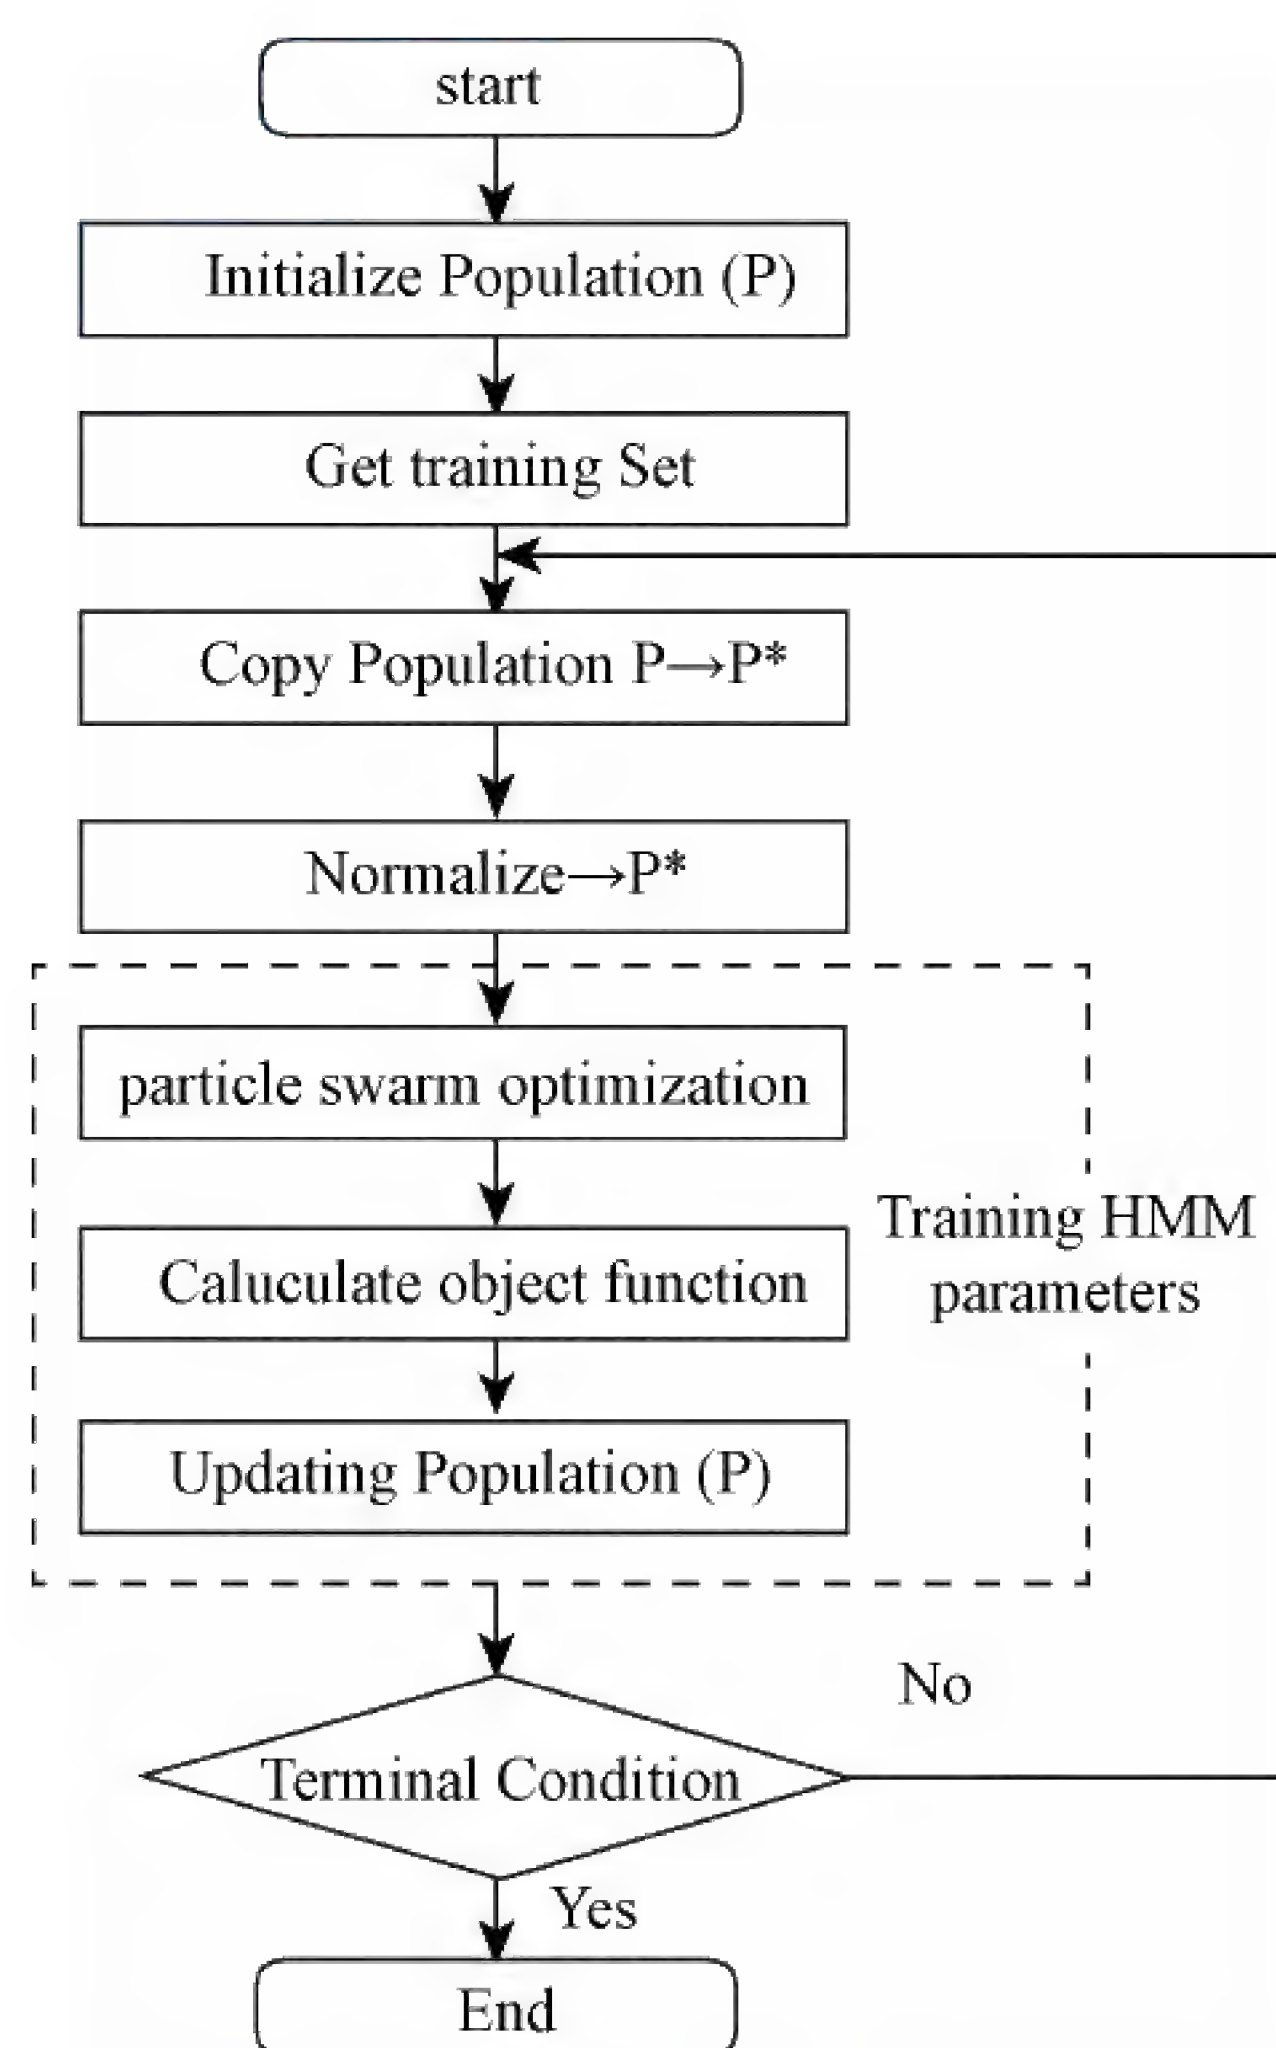 start
Initialize Population (P)
Get training Set
Copy Population P→P*
Normalize→P*
particle swarm optimization
Training HMM
parameters
Caluculate object function
Updating Population (P)
No
Terminal Condition
Yes
End